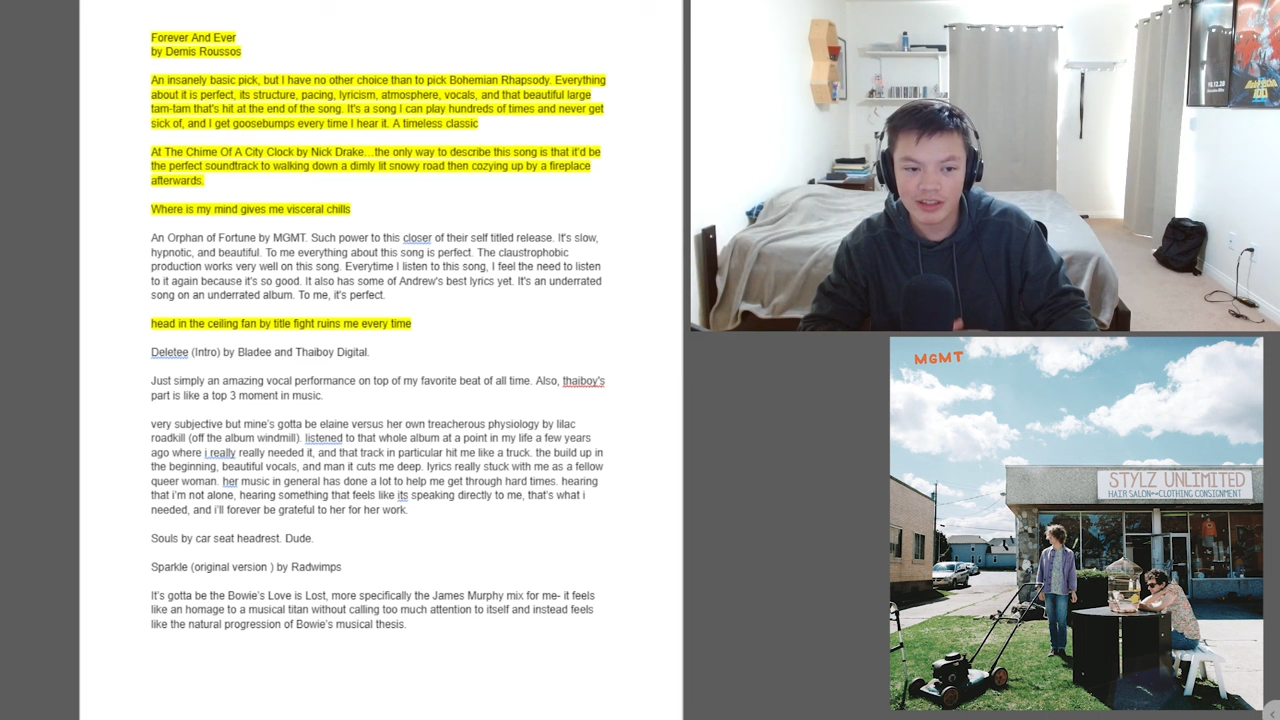 Forever And Ever
by Demis Roussos
An insanely basic pick, but I have no other choice than to pick Bohemian Rhapsody. Everything
about it is perfect, its structure, pacing, lyricism, atmosphere, vocals, and that beautiful large
tam-tam that's hit at the end of the song. It's a song I can play hundreds of times and never get
sick of, and I get goosebumps every time I hear it. A timeless classic
At The Chime Of A City Clock by Nick Drake…the only way to describe this song is that it'd be
the perfect soundtrack to walking down a dimly lit snowy road then cozying up by a fireplace
afterwards.
Where is my mind gives me visceral chills
An Orphan of Fortune by MGMT. Such power to this closer of their self titled release. It's slow,
hypnotic, and beautiful. To me everything about this song is perfect. The claustrophobic
production works very well on this song. Everytime I listen to this song, I feel the need to listen
to it again because it's so good. It also has some of Andrew's best lyrics yet. It's an underrated
song on an underrated album. To me, it's perfect.
head in the ceiling fan by title fight ruins me every time
Deletee (Intro) by Bladee and Thaiboy Digital.
Just simply an amazing vocal performance on top of my favorite beat of all time. Also, thaiboy's
part is like a top 3 moment in music.
very subjective but mine's gotta be elaine versus her own treacherous physiology by lilac
roadkill (off the album windmill). listened to that whole album at a point in my life a few years
ago where i really really needed it, and that track in particular hit me like a truck. the build up in
the beginning, beautiful vocals, and man it cuts me deep. lyrics really stuck with me as a fellow
queer woman. her music in general has done a lot to help me get through hard times. hearing
that i'm not alone, hearing something that feels like its speaking directly to me, that's what i
needed, and i'll forever be grateful to her for her work.
Souls by car seat headrest. Dude.
Sparkle (original version ) by Radwimps
It's gotta be the Bowie's Love is Lost, more specifically the James Murphy mix for me- it feels
like an homage to a musical titan without calling too much attention to itself and instead feels
like the natural progression of Bowie's musical thesis.
MGMT
STYLZ UNLIMITED
HAIR SALON CLOTHING CONSIGNMENT